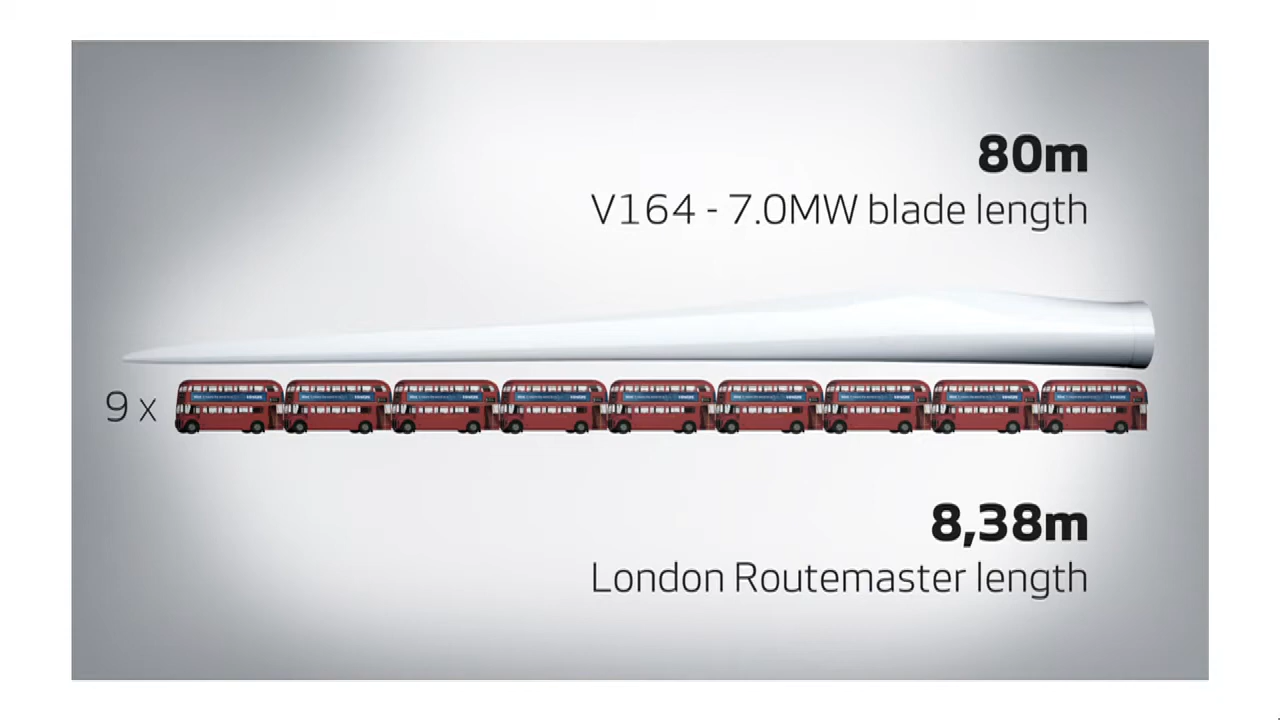 80m
V164 - 7.0MW blade length
9 x
8,38m
London Routemaster length